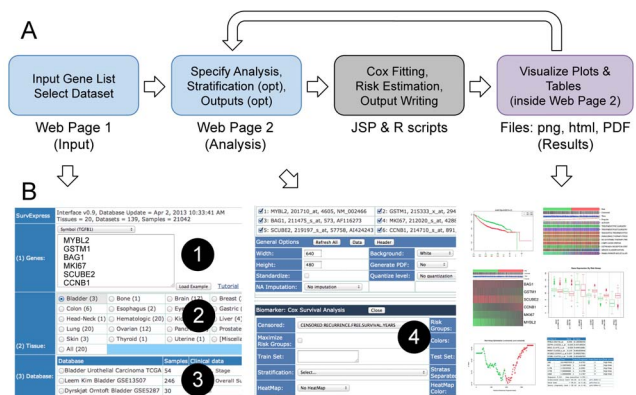 A
Input Gene List
Select Dataset
Specify Analysis,
Stratification (opt),
Outputs (opt)
Cox Fitting,
Risk Estimation,
Output Writing
Visualize Plots &
Tables
(inside Web Page 2)
Web Page 1
(Input)
Web Page 2
(Analysis)
JSP & R scripts
Files: png, html, PDF
(Results)
B
SurvExpress
Interface v0.9, Database Update = Apr 2, 2013 10:33:41 AM
Tissues = 20, Datasets = 139, Samples = 21042
(1) Genes:
Symbol (TGFB1)
MYBL2
GSTM1
BAG1
MKI67
SCUBE2
CCNB1
1
Load Example
Tutorial
(2) Tissue:
Bladder (3) Bone (1) Brain (12) Breast (
Colon (6) Esophagus (2) Eye Gastric (
Head-Neck (1) Hematologic (20) Kidn Liver (4)
Lung (20) Ovarian (12) Panc Prostate
Skin (3) Thyroid (1) Uterine (1) (Miscella
All (20)
2
(3) Database:
Database Samples Clinical data
Bladder Urothelial Carcinoma TCGA 54 Stage
Leern Kim Bladder GSE13507 246 Overall Su
Dyrskjøt Orntoft Bladder GSE5287 30
3
1: MYBL2, 201710_at, 4605, NM_002466 2: GSTM1, 215333_x_at, 294
3: BAG1, 211475_s_at, 573, AF116273 4: MKI67, 212020_s_at, 4288
5: SCUBE2, 219197_s_at, 57758, AI424243 6: CCNB1, 214710_s_at, 891
General Options Refresh All Data Header
Width: 640 Background: White
Height: 480 Generate PDF: No
Standardize: Quantize level: No quantization
NA Imputation: No imputation
Biomarker: Cox Survival Analysis Close
Censored: CENSORED RECURRENCE.FREE.SURVIVAL.YEARS Risk Groups:
Maximize Risk Groups: Colors:
Train Set: Test Set:
Stratification: Select... Stratas Separate
HeatMap: No HeatMap HeatMap Color:
4
BAG1
GSTM1
SCUBE2
CCNB1
MKI67
MYBL2